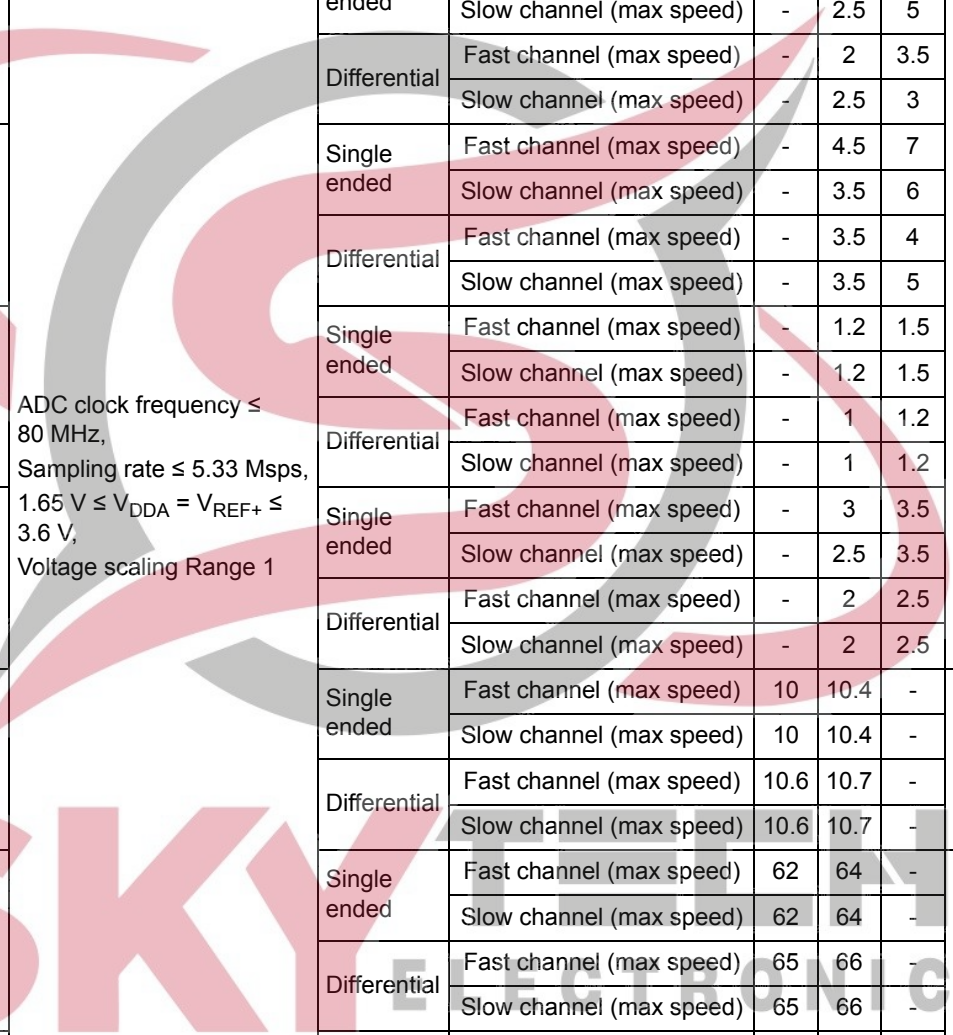 ended
Slow channel (max speed) - 2.5 5
Differential
Fast channel (max speed) - 2 3.5
Slow channel (max speed) - 2.5 3
Single
ended
Fast channel (max speed) - 4.5 7
Slow channel (max speed) - 3.5 6
Differential
Fast channel (max speed) - 3.5 4
Slow channel (max speed) - 3.5 5
Single
ended
Fast channel (max speed) - 1.2 1.5
Slow channel (max speed) - 1.2 1.5
ADC clock frequency ≤
80 MHz,
Sampling rate ≤ 5.33 Msps,
1.65 V ≤ VDDA = VREF+ ≤
3.6 V,
Voltage scaling Range 1
Differential
Fast channel (max speed) - 1 1.2
Slow channel (max speed) - 1 1.2
Single
ended
Fast channel (max speed) - 3 3.5
Slow channel (max speed) - 2.5 3.5
Differential
Fast channel (max speed) - 2 2.5
Slow channel (max speed) - 2 2.5
Single
ended
Fast channel (max speed) 10 10.4 -
Slow channel (max speed) 10 10.4 -
Differential
Fast channel (max speed) 10.6 10.7 -
Slow channel (max speed) 10.6 10.7 -
Single
ended
Fast channel (max speed) 62 64 -
Slow channel (max speed) 62 64 -
Differential
Fast channel (max speed) 65 66 -
Slow channel (max speed) 65 66 -
SKYTECH
ELECTRONIC